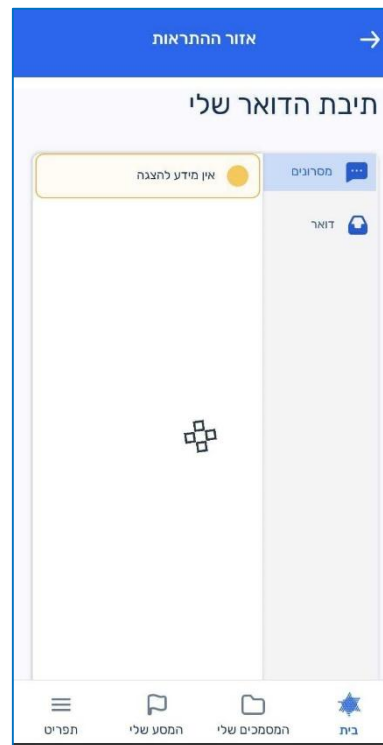 אזור ההתראות
תיבת הדואר שלי
מסרונים
אין מידע להצגה
דואר
בית
המסמכים שלי
המסע שלי
תפריט